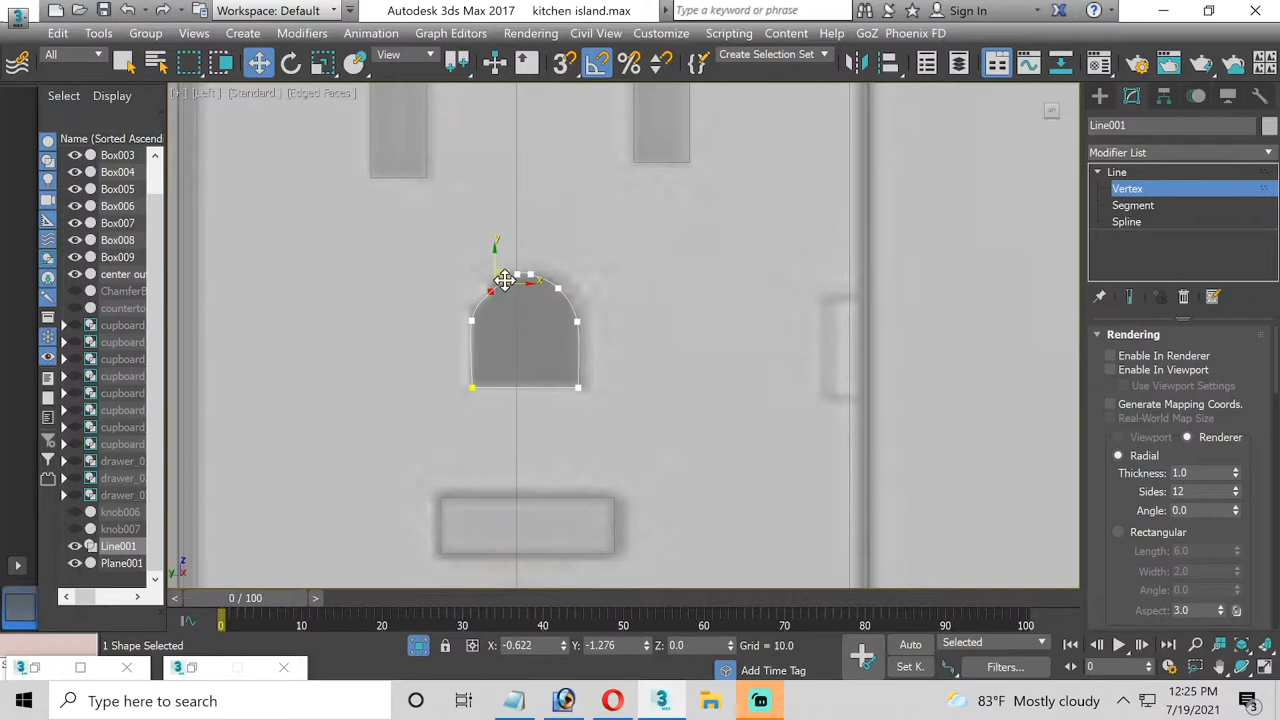 Workspace: Default
Autodesk 3ds Max 2017 kitchen island.max
Type a keyword or phrase
Sign In
Edit Tools Group Views Create Modifiers Animation Graph Editors Rendering Civil View Customize Scripting Content Help GoZ Phoenix FD
All
View
Create Selection Set
Select Display
[+] [Left] [Standard] [Edged Faces]
Name (Sorted Ascen
Box003
Box004
Box005
Box006
Box007
Box008
Box009
center ou
ChamferB
counterto
cupboard
cupboard
cupboard
cupboard
cupboard
cupboard
cupboard
cupboard
drawer_0
drawer_0
drawer_0
knob006
knob007
Line001
Plane001
Line001
Modifier List
Line
Vertex
Segment
Spline
Rendering
Enable In Renderer
Enable In Viewport
Use Viewport Settings
Generate Mapping Coords.
Real-World Map Size
Viewport Renderer
Radial
Thickness: 1.0
Sides: 12
Angle: 0.0
Rectangular
Length: 6.0
Width: 2.0
Angle: 0.0
Aspect: 3.0
y
x
z
y x
0 / 100
0 10 20 30 40 50 60 70 80 90 100
1 Shape Selected
X: -0.622 Y: -1.276 Z: 0.0 Grid = 10.0
Auto Selected
Add Time Tag
Set K. Filters...
0
Type here to search
83°F Mostly cloudy
12:25 PM
7/19/2021
3